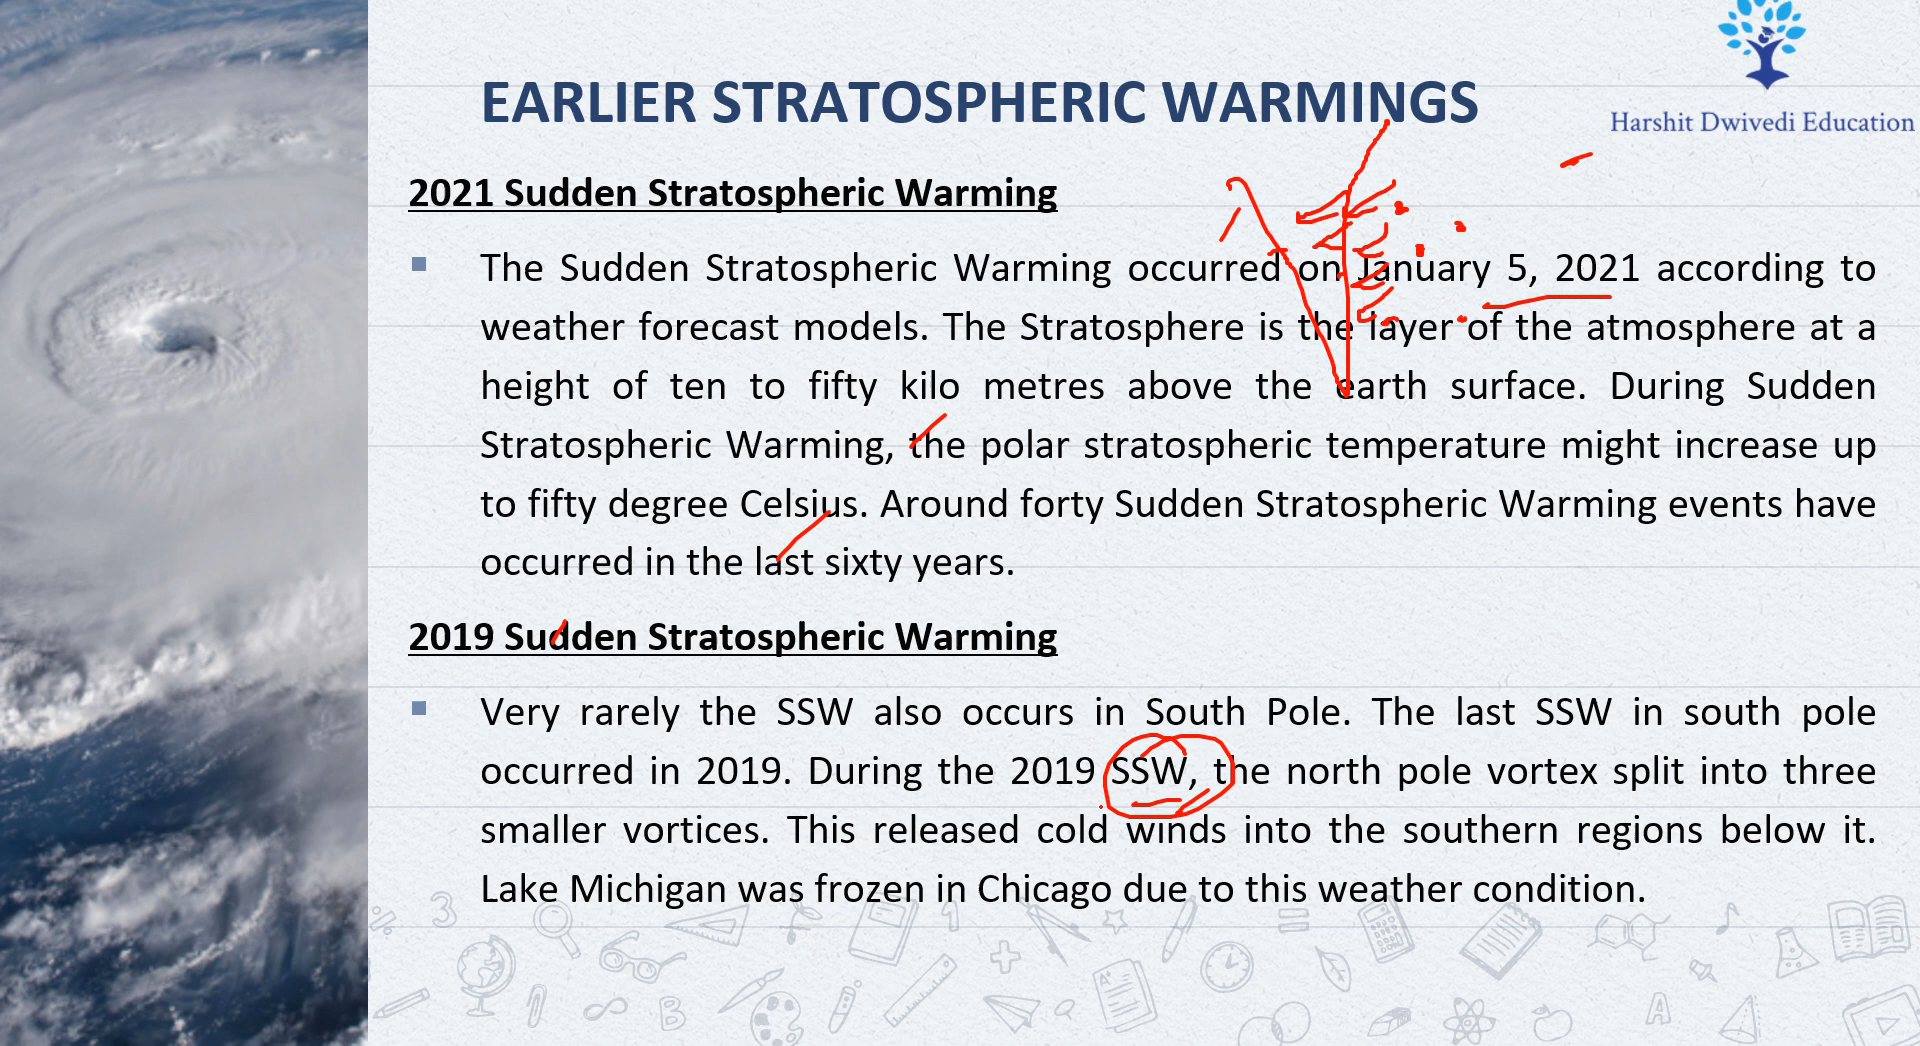 Harshit Dwivedi Education
EARLIER STRATOSPHERIC WARMINGS
2021 Sudden Stratospheric Warming
The Sudden Stratospheric Warming occurred on January 5, 2021 according to
weather forecast models. The Stratosphere is the layer of the atmosphere at a
height of ten to fifty kilo metres above the earth surface. During Sudden
Stratospheric Warming, the polar stratospheric temperature might increase up
to fifty degree Celsius. Around forty Sudden Stratospheric Warming events have
occurred in the last sixty years.
2019 Sudden Stratospheric Warming
Very rarely the SSW also occurs in South Pole. The last SSW in south pole
occurred in 2019. During the 2019 SSW, the north pole vortex split into three
smaller vortices. This released cold winds into the southern regions below it.
Lake Michigan was frozen in Chicago due to this weather condition.